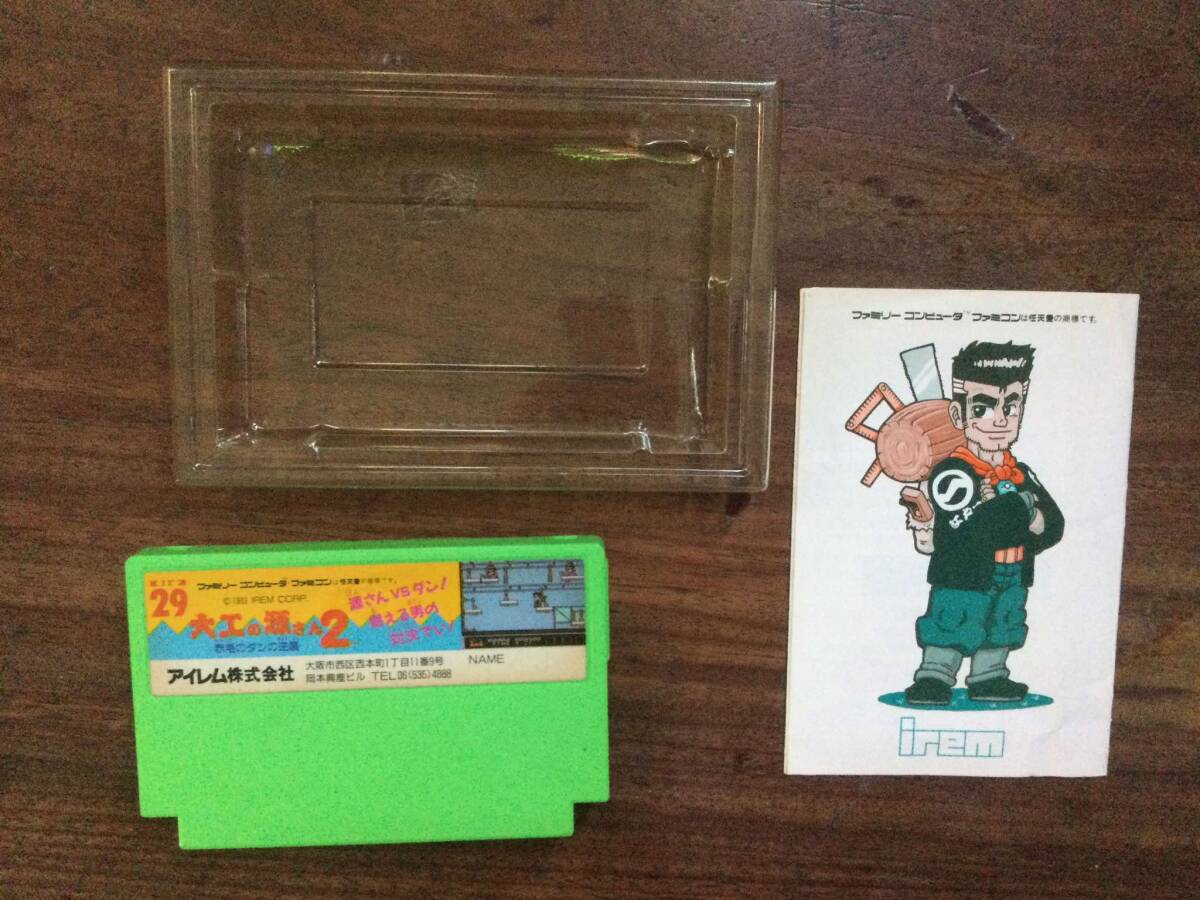 29
ファミリー コンピュータ・ファミコンは任天堂の商標です。
© 1993 IREM CORP.
大工の源さん2
赤毛のダンの逆襲
源さんVSダン!
燃える男の
対決でい!
アイレム株式会社
大阪市西区西本町1丁目11番9号
岡本興産ビル TEL06(535)4888
NAME
ファミリー コンピュータ™ ファミコンは任天堂の商標です。
irem